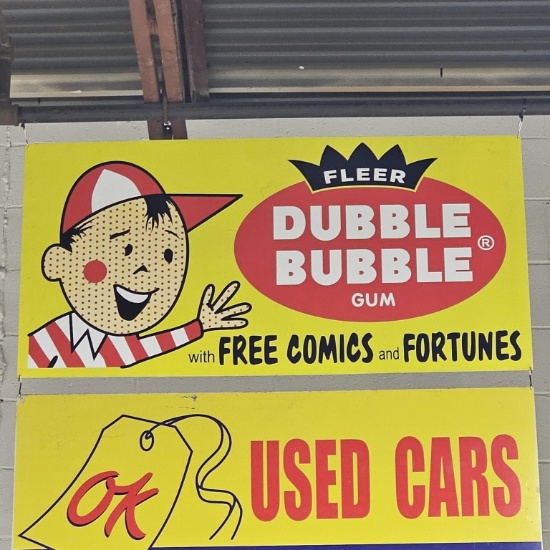 FLEER
DUBBLE
BUBBLE®
GUM
with FREE COMICS and FORTUNES
OK USED CARS